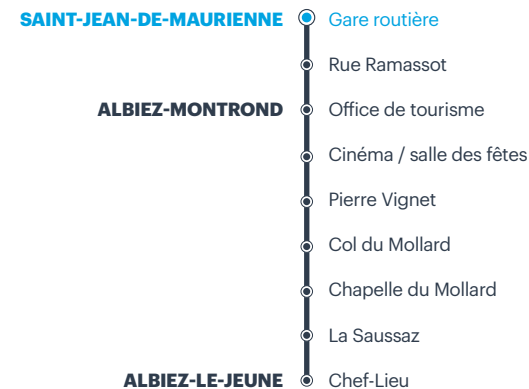 SAINT-JEAN-DE-MAURIENNE Gare routière
Rue Ramassot
ALBIEZ-MONTROND Office de tourisme
Cinéma / salle des fêtes
Pierre Vignet
Col du Mollard
Chapelle du Mollard
La Saussaz
ALBIEZ-LE-JEUNE Chef-Lieu